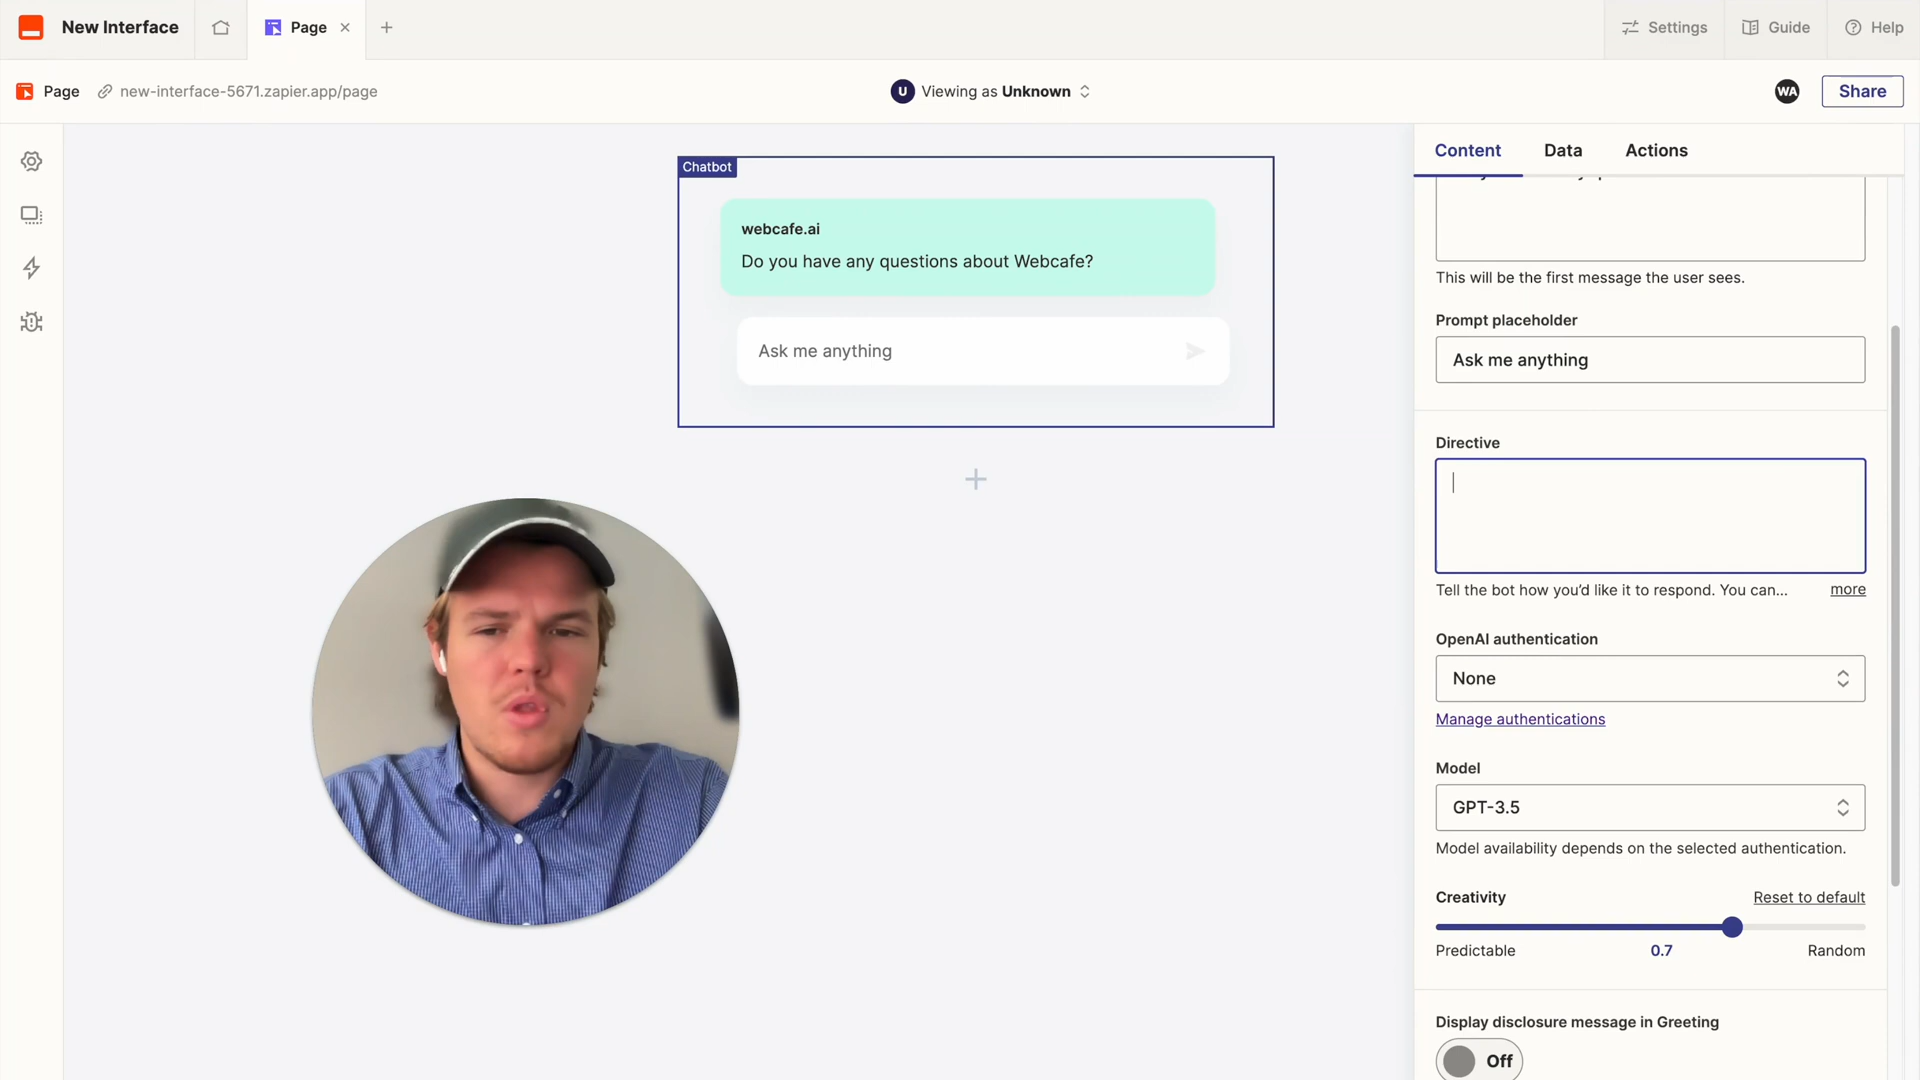 New Interface
Page
Settings
Guide
Help
Page
new-interface-5671.zapier.app/page
U
Viewing as Unknown
WA
Share
Content
Data
Actions
Chatbot
webcafe.ai
Do you have any questions about Webcafe?
Ask me anything
This will be the first message the user sees.
Prompt placeholder
Ask me anything
Directive
Tell the bot how you’d like it to respond. You can...
more
OpenAI authentication
None
Manage authentications
Model
GPT-3.5
Model availability depends on the selected authentication.
Creativity
Reset to default
Predictable
0.7
Random
Display disclosure message in Greeting
Off